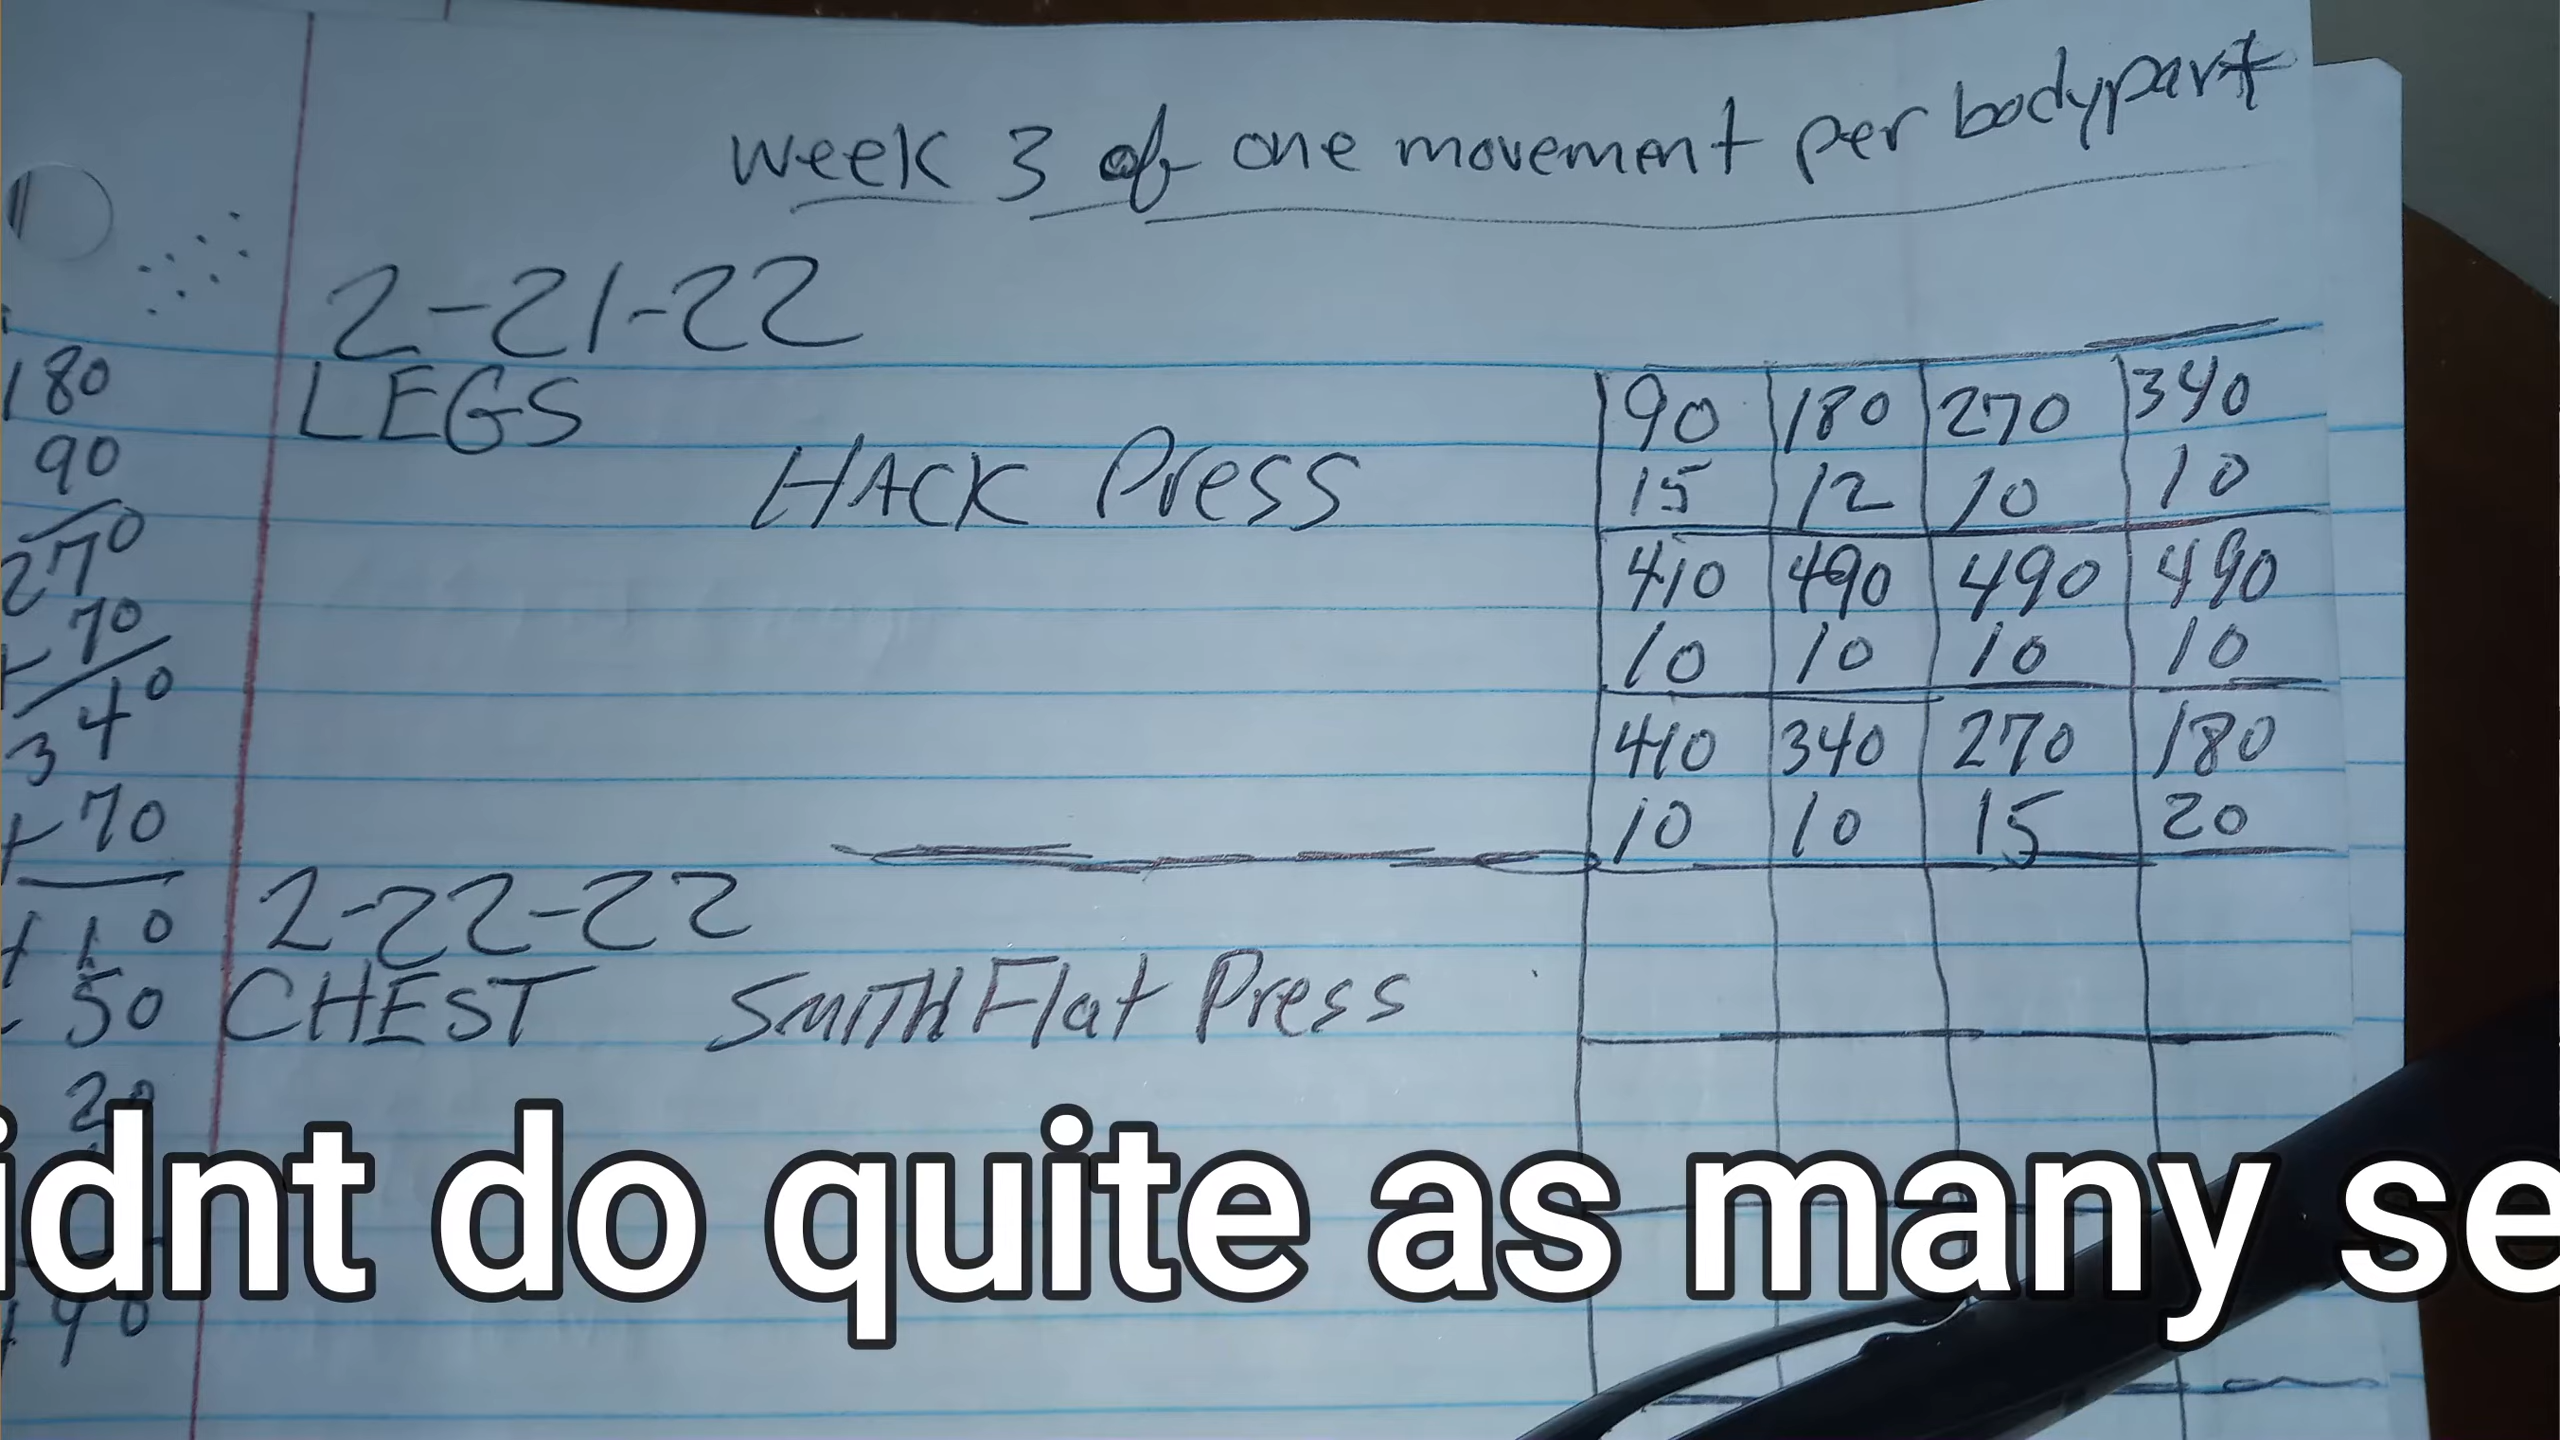 week 3 of one movement per bodypart
2-21-22
LEGS
HACK Press
90 180 270 340
15 12 10 10
410 490 490 490
10 10 10 10
410 340 270 180
10 10 15 20
2-22-22
CHEST SMITH Flat Press
180
90
270
70
340
+70
410
50
idnt do quite as many se